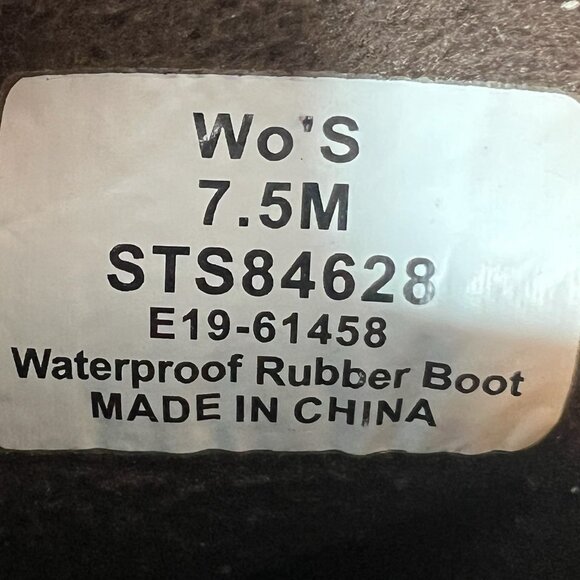 Wo'S
7.5M
STS84628
E19-61458
Waterproof Rubber Boot
MADE IN CHINA